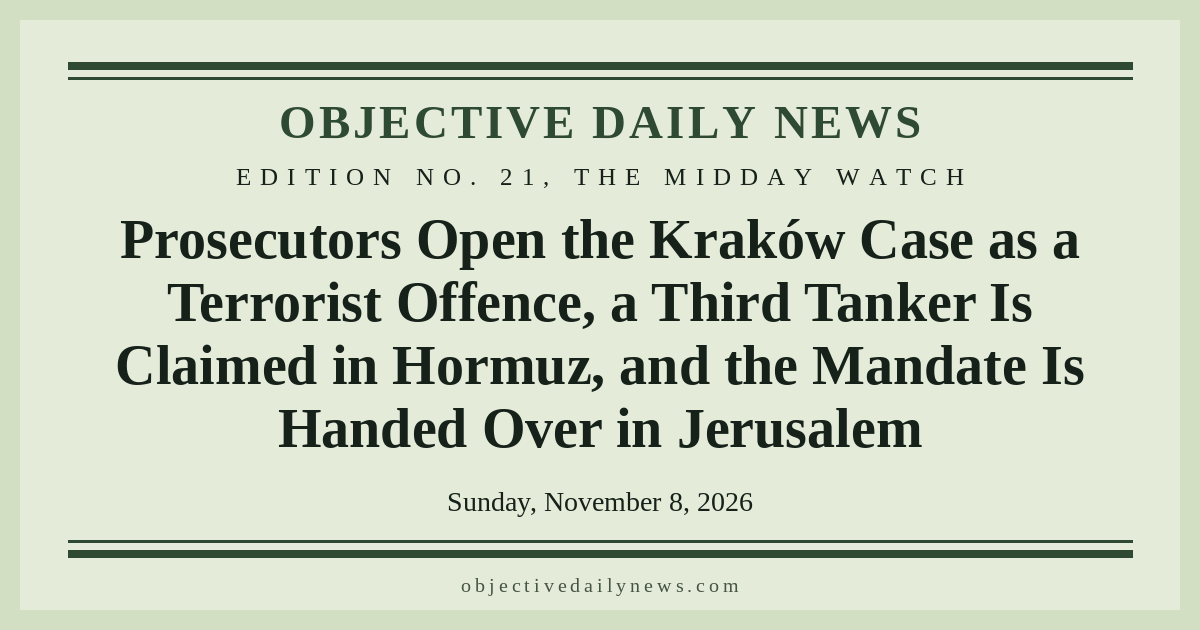 OBJECTIVE DAILY NEWS
EDITION NO. 21, THE MIDDAY WATCH
Prosecutors Open the Kraków Case as a
Terrorist Offence, a Third Tanker Is
Claimed in Hormuz, and the Mandate Is
Handed Over in Jerusalem
Sunday, November 8, 2026
objectivedailynews.com